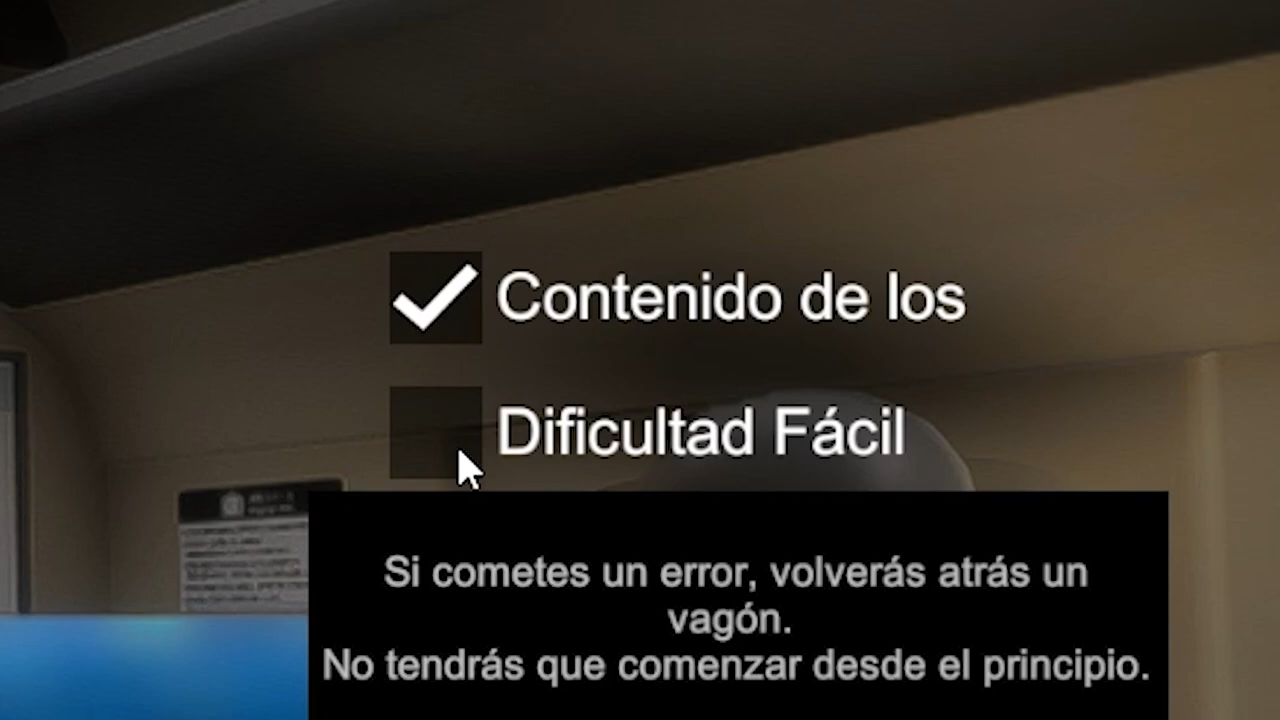 Contenido de los
Dificultad Fácil
Si cometes un error, volverás atrás un
vagón.
No tendrás que comenzar desde el principio.